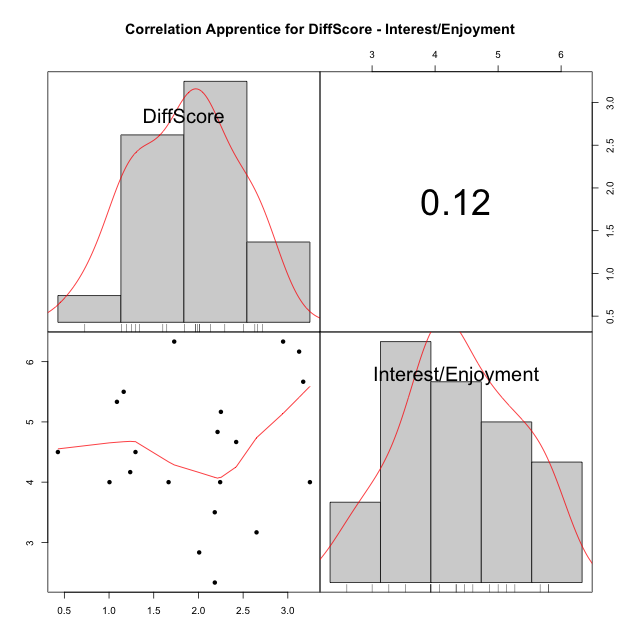 Correlation Apprentice for DiffScore - Interest/Enjoyment
3 4 5 6
DiffScore
0.12
3.0
2.5
2.0
1.5
1.0
0.5
6
5
4
3
Interest/Enjoyment
0.5 1.0 1.5 2.0 2.5 3.0